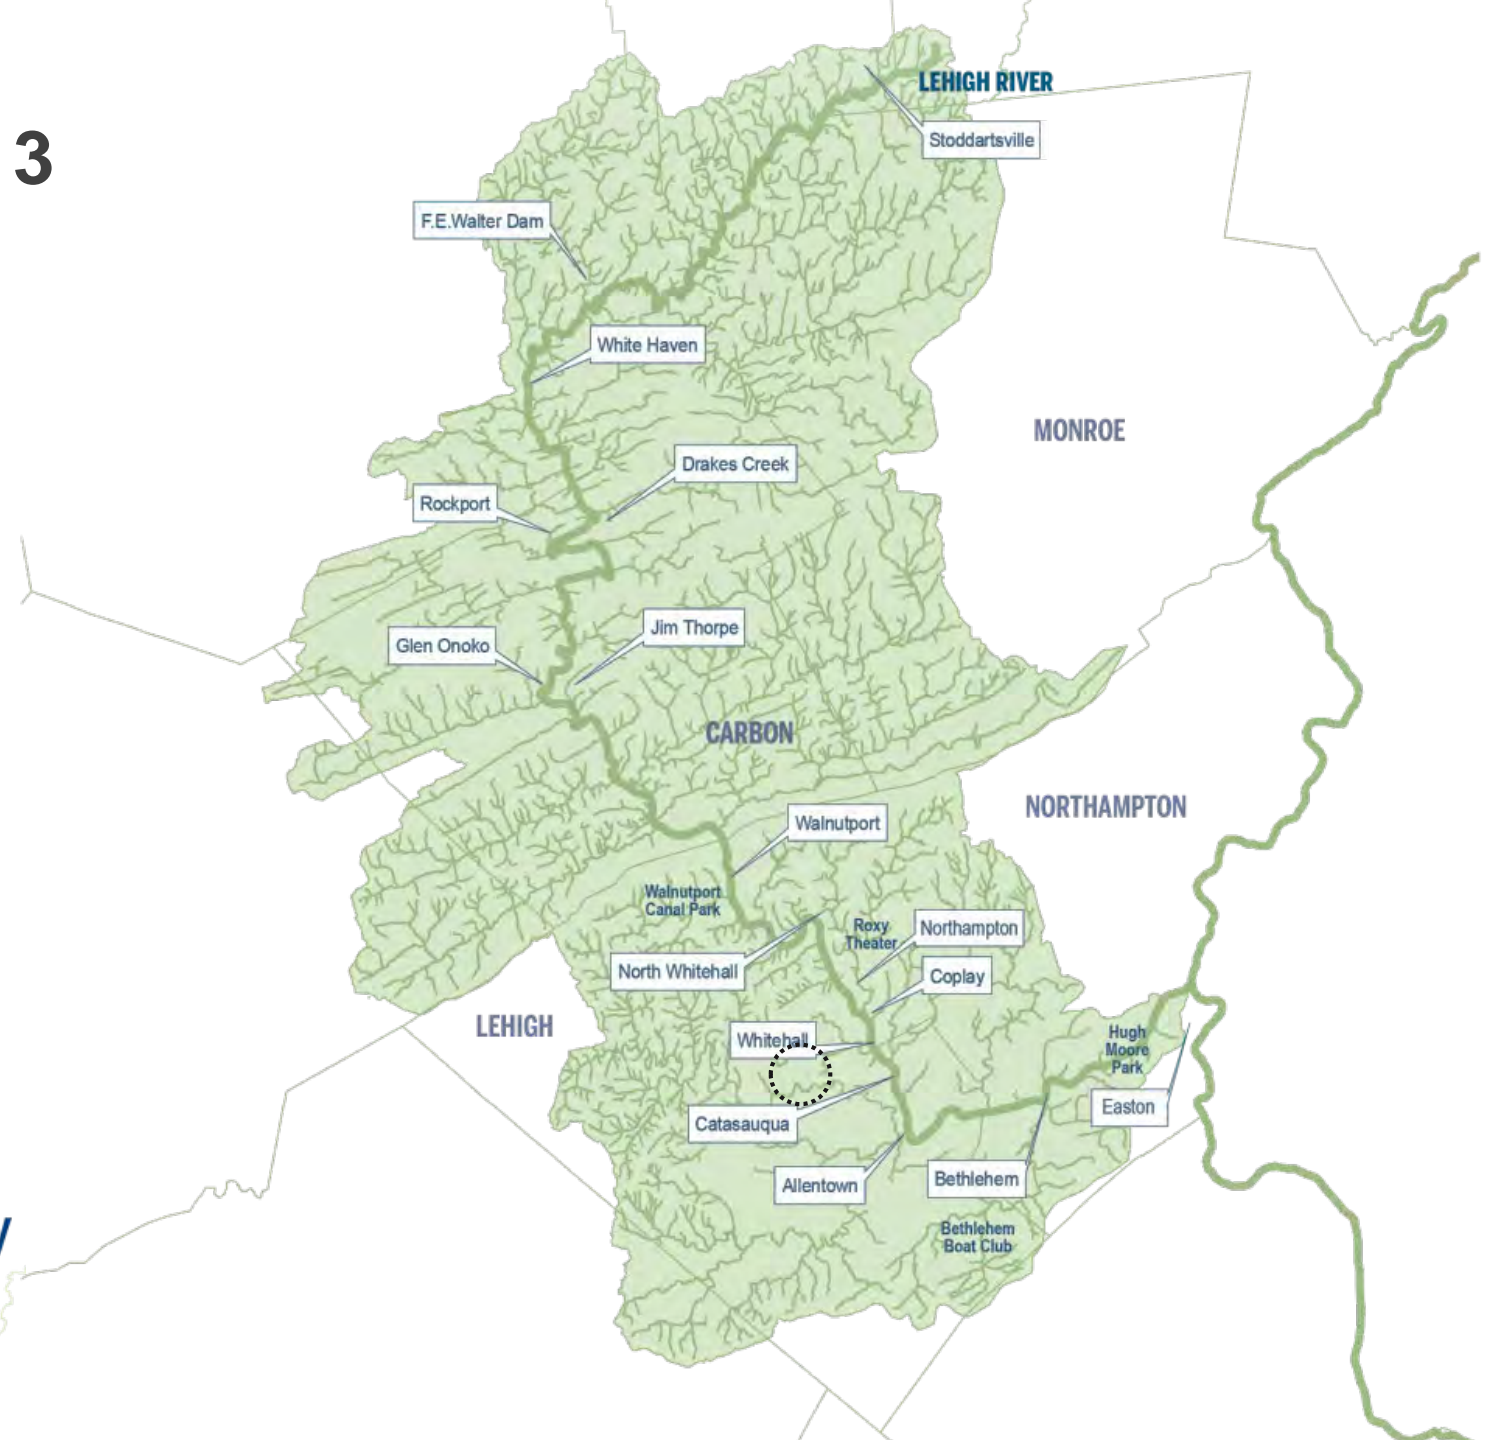 LEHIGH RIVER
Stoddartsville
3
F.E.Walter Dam
White Haven
MONROE
Drakes Creek
Rockport
Jim Thorpe
Glen Onoko
CARBON
NORTHAMPTON
Walnutport
Walnutport
Canal Park
Roxy
Theater
Northampton
North Whitehall
Coplay
LEHIGH
Whitehall
Hugh
Moore
Park
Easton
Catasauqua
Allentown
Bethlehem
Bethlehem
Boat Club